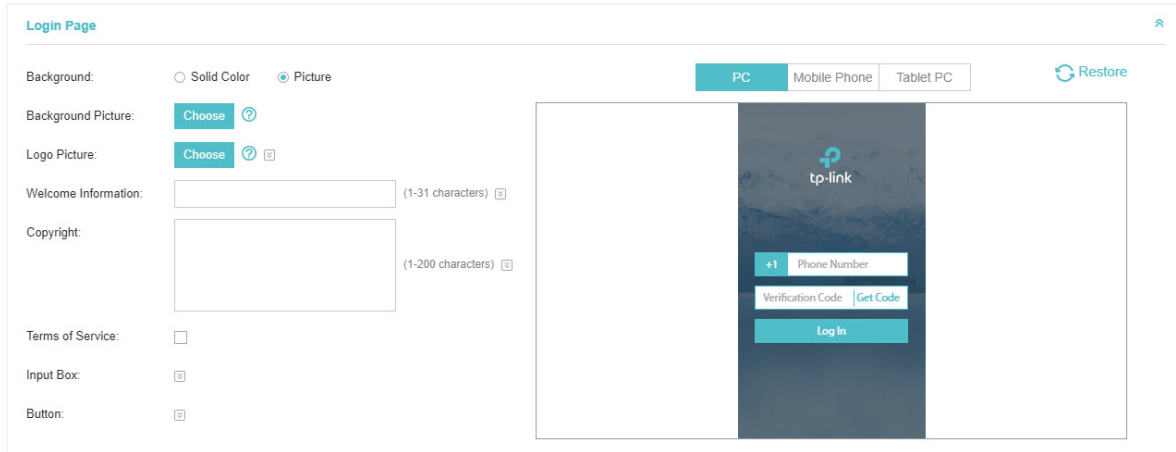 Login Page
Background:
Solid Color
Picture
Background Picture:
Choose
Logo Picture:
Choose
Welcome Information:
(1-31 characters)
Copyright:
(1-200 characters)
Terms of Service:
Input Box:
Button:
PC
Mobile Phone
Tablet PC
Restore
tp-link
+1 Phone Number
Verification Code Get Code
Log In